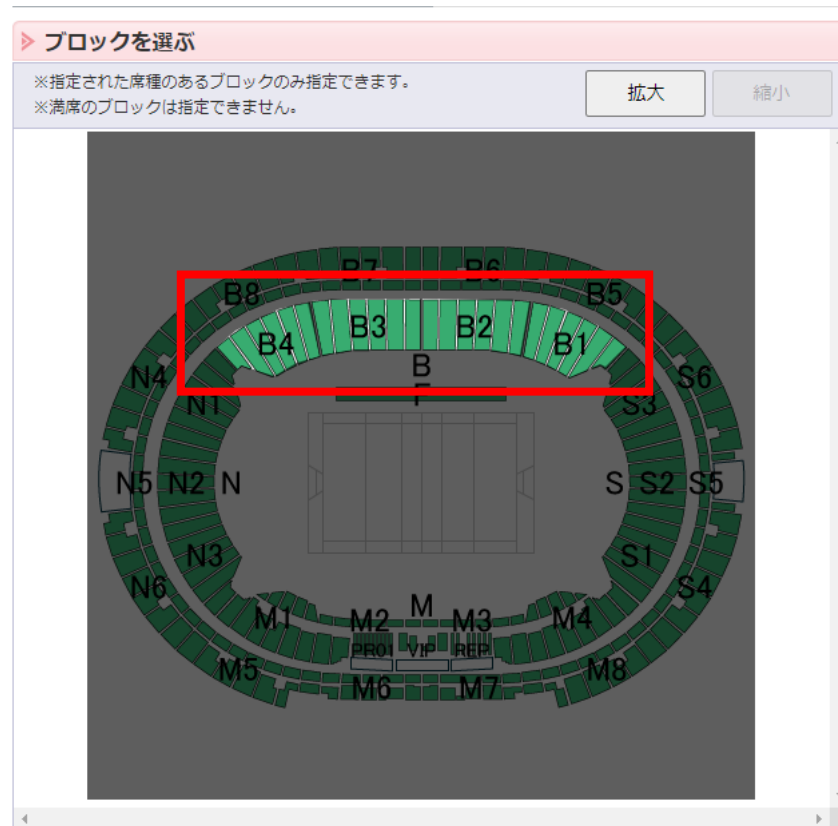 ブロックを選ぶ
※指定された席種のあるブロックのみ指定できます。
※満席のブロックは指定できません。
拡大
縮小
B7 B6
B8 B5
B4 B3 B2 B1
B
F
N4 S6
N1 S3
N5 N2 N S S2 S5
N3 S1
N6 S4
M1 M2 M M3 M4
PRO1 VIP REP
M5 M8
M6 M7